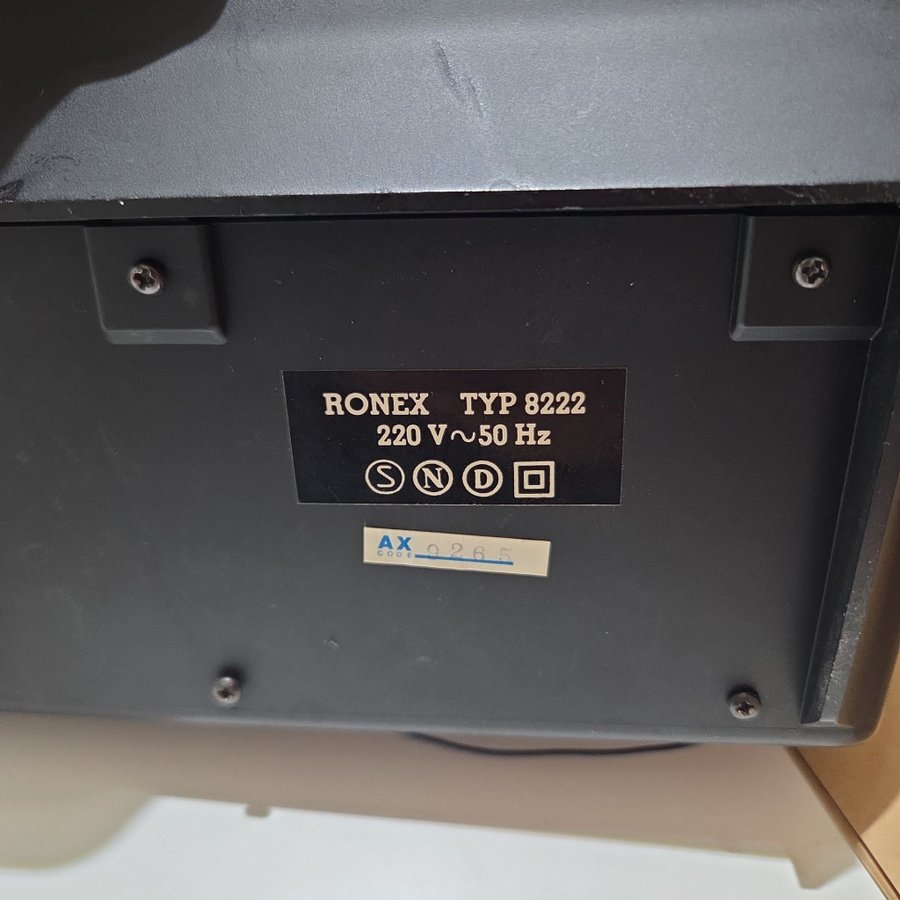 RONEX TYP 8222
220 V~50 Hz
S N D
AX 9265
CODE